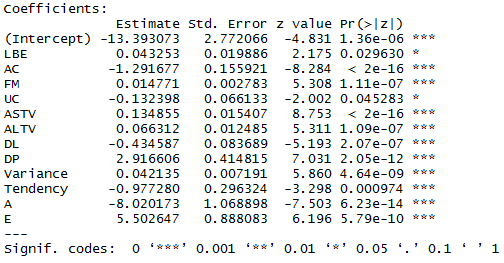 Coefficients:
Estimate Std. Error z value Pr(>|z|)
(Intercept) -13.393073 2.772066 -4.831 1.36e-06 ***
LBE 0.043253 0.019886 2.175 0.029630 *
AC -1.291677 0.155921 -8.284 < 2e-16 ***
FM 0.014771 0.002783 5.308 1.11e-07 ***
UC -0.132398 0.066133 -2.002 0.045283 *
ASTV 0.134855 0.015407 8.753 < 2e-16 ***
ALTV 0.066312 0.012485 5.311 1.09e-07 ***
DL -0.434587 0.083689 -5.193 2.07e-07 ***
DP 2.916606 0.414815 7.031 2.05e-12 ***
Variance 0.042135 0.007191 5.860 4.64e-09 ***
Tendency -0.977280 0.296324 -3.298 0.000974 ***
A -8.020173 1.068898 -7.503 6.23e-14 ***
E 5.502647 0.888083 6.196 5.79e-10 ***
---
Signif. codes: 0 ‘***’ 0.001 ‘**’ 0.01 ‘*’ 0.05 ‘.’ 0.1 ‘ ’ 1